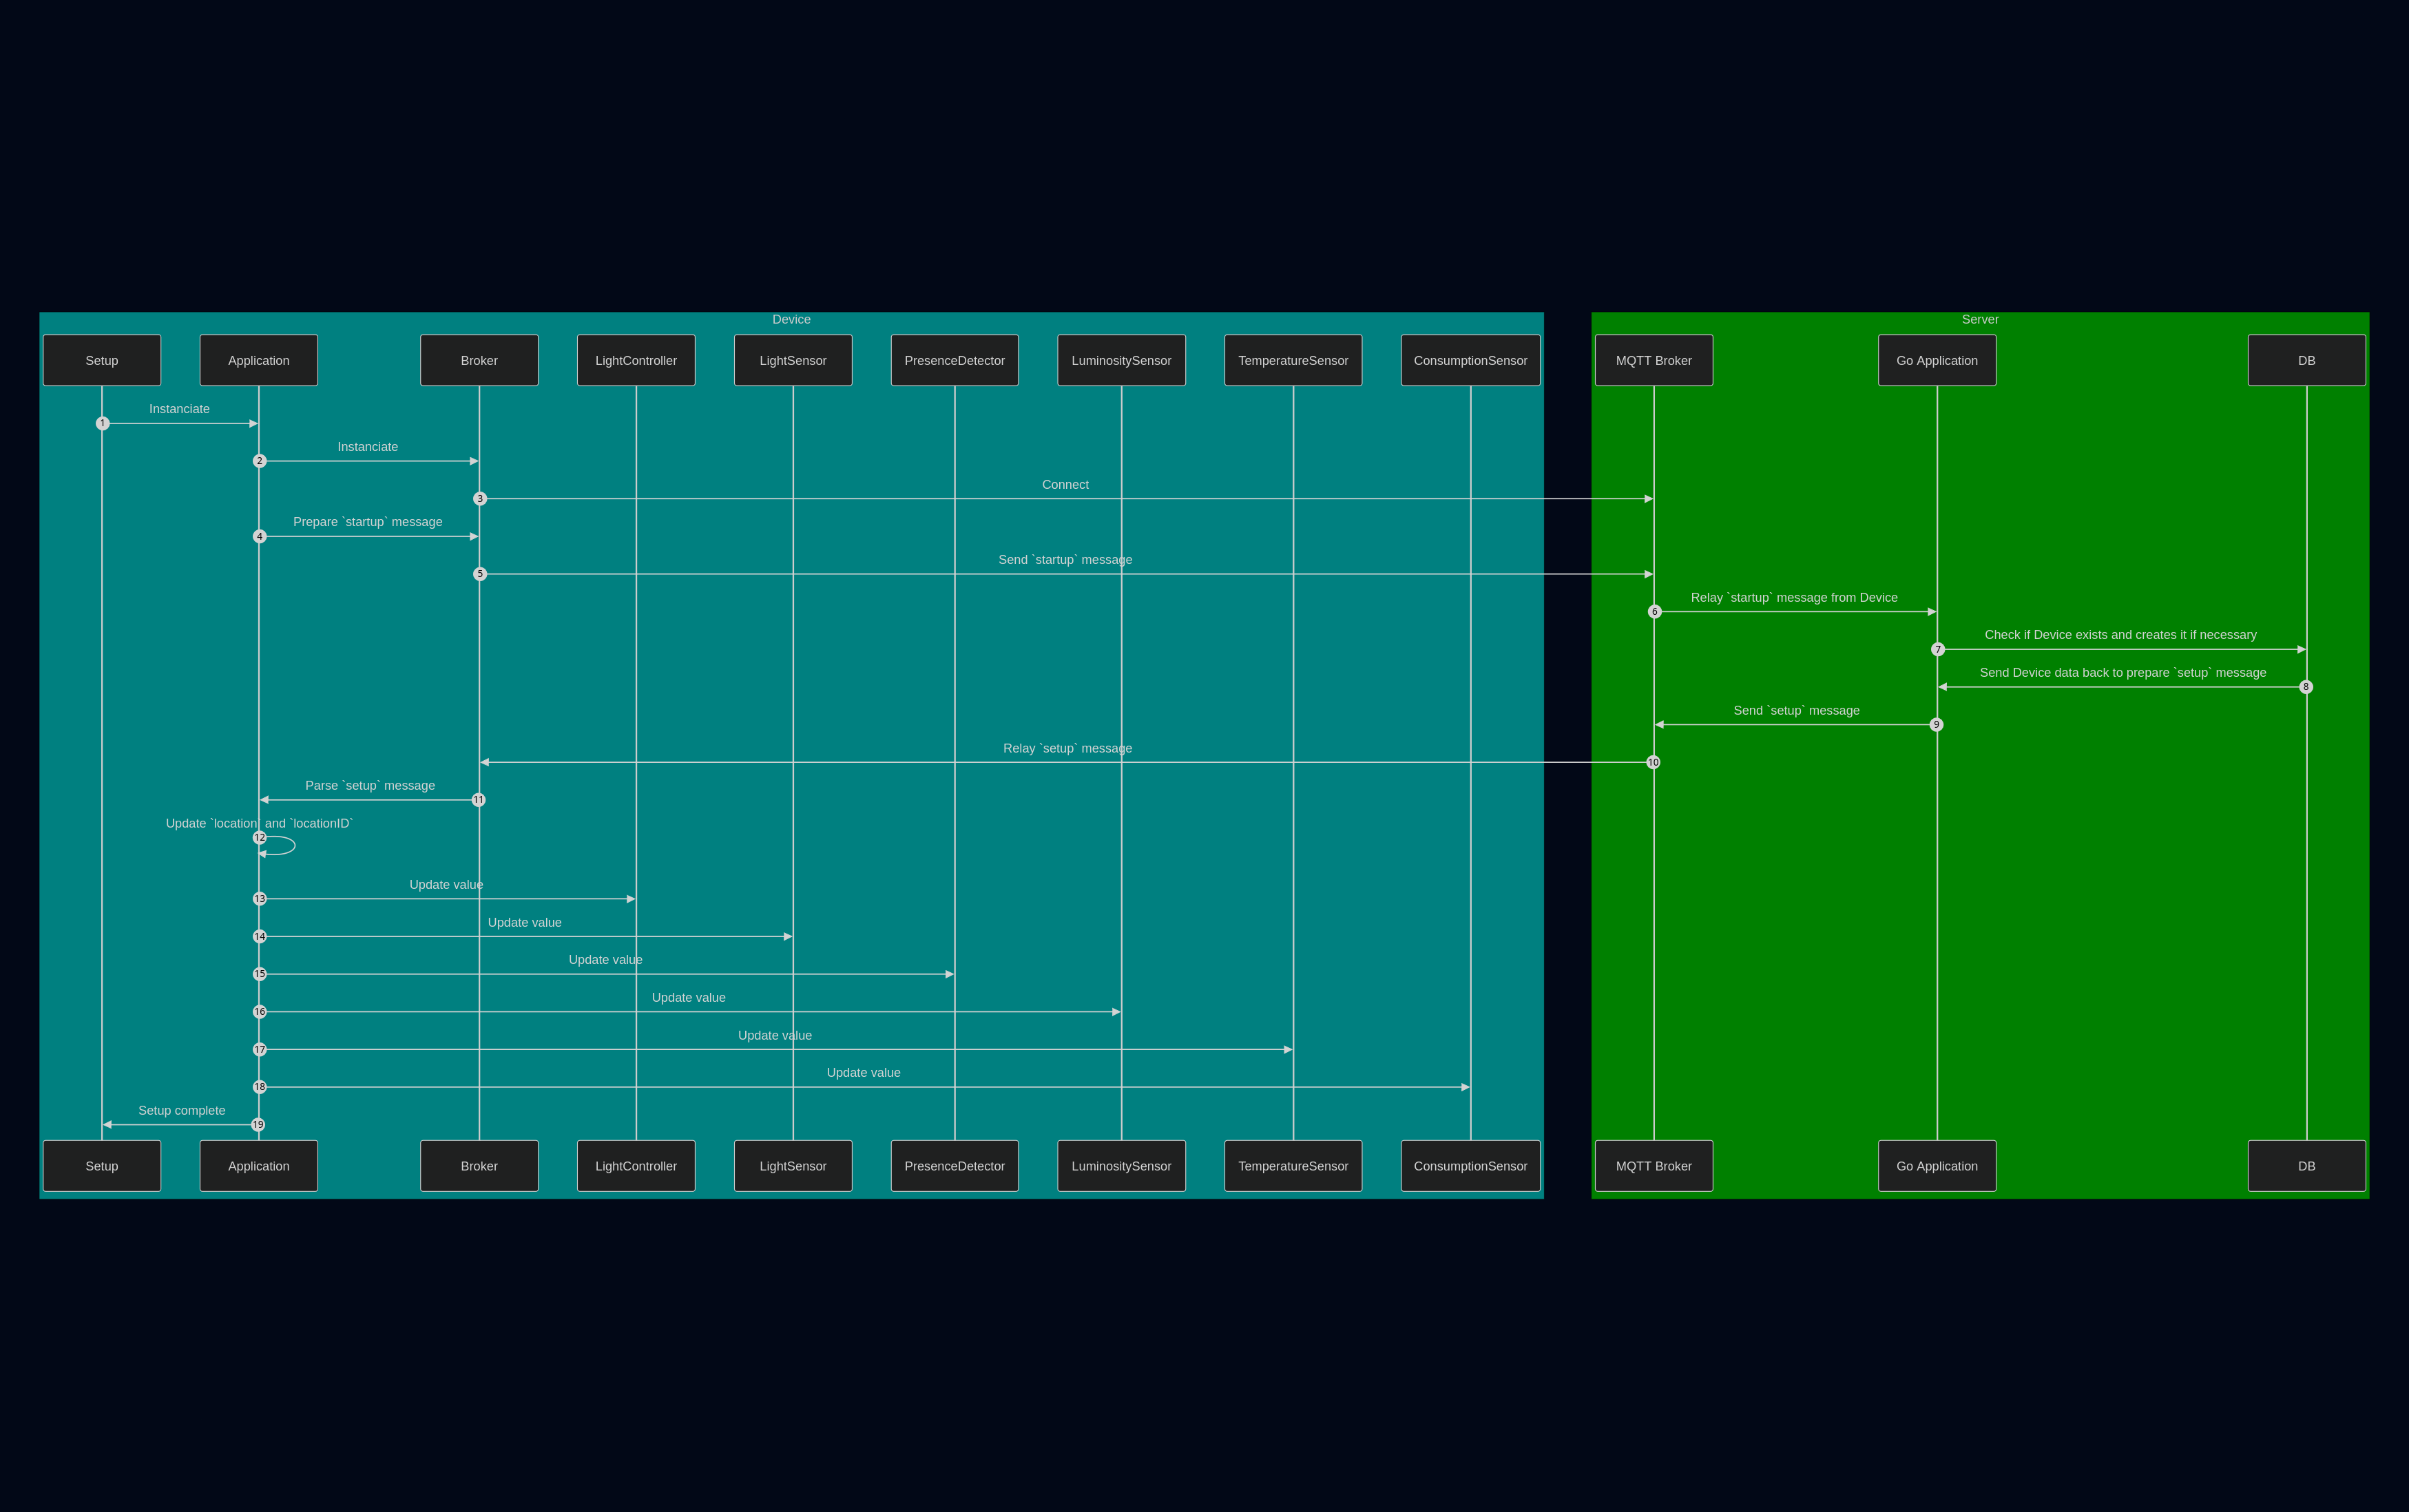 Device
Server
Setup
Application
Broker
LightController
LightSensor
PresenceDetector
LuminositySensor
TemperatureSensor
ConsumptionSensor
MQTT Broker
Go Application
DB
Instanciate
1
Instanciate
2
Connect
3
Prepare `startup` message
4
Send `startup` message
5
Relay `startup` message from Device
6
Check if Device exists and creates it if necessary
7
Send Device data back to prepare `setup` message
8
Send `setup` message
9
Relay `setup` message
10
Parse `setup` message
11
Update `location` and `locationID`
12
Update value
13
Update value
14
Update value
15
Update value
16
Update value
17
Update value
18
Setup complete
19
Setup
Application
Broker
LightController
LightSensor
PresenceDetector
LuminositySensor
TemperatureSensor
ConsumptionSensor
MQTT Broker
Go Application
DB